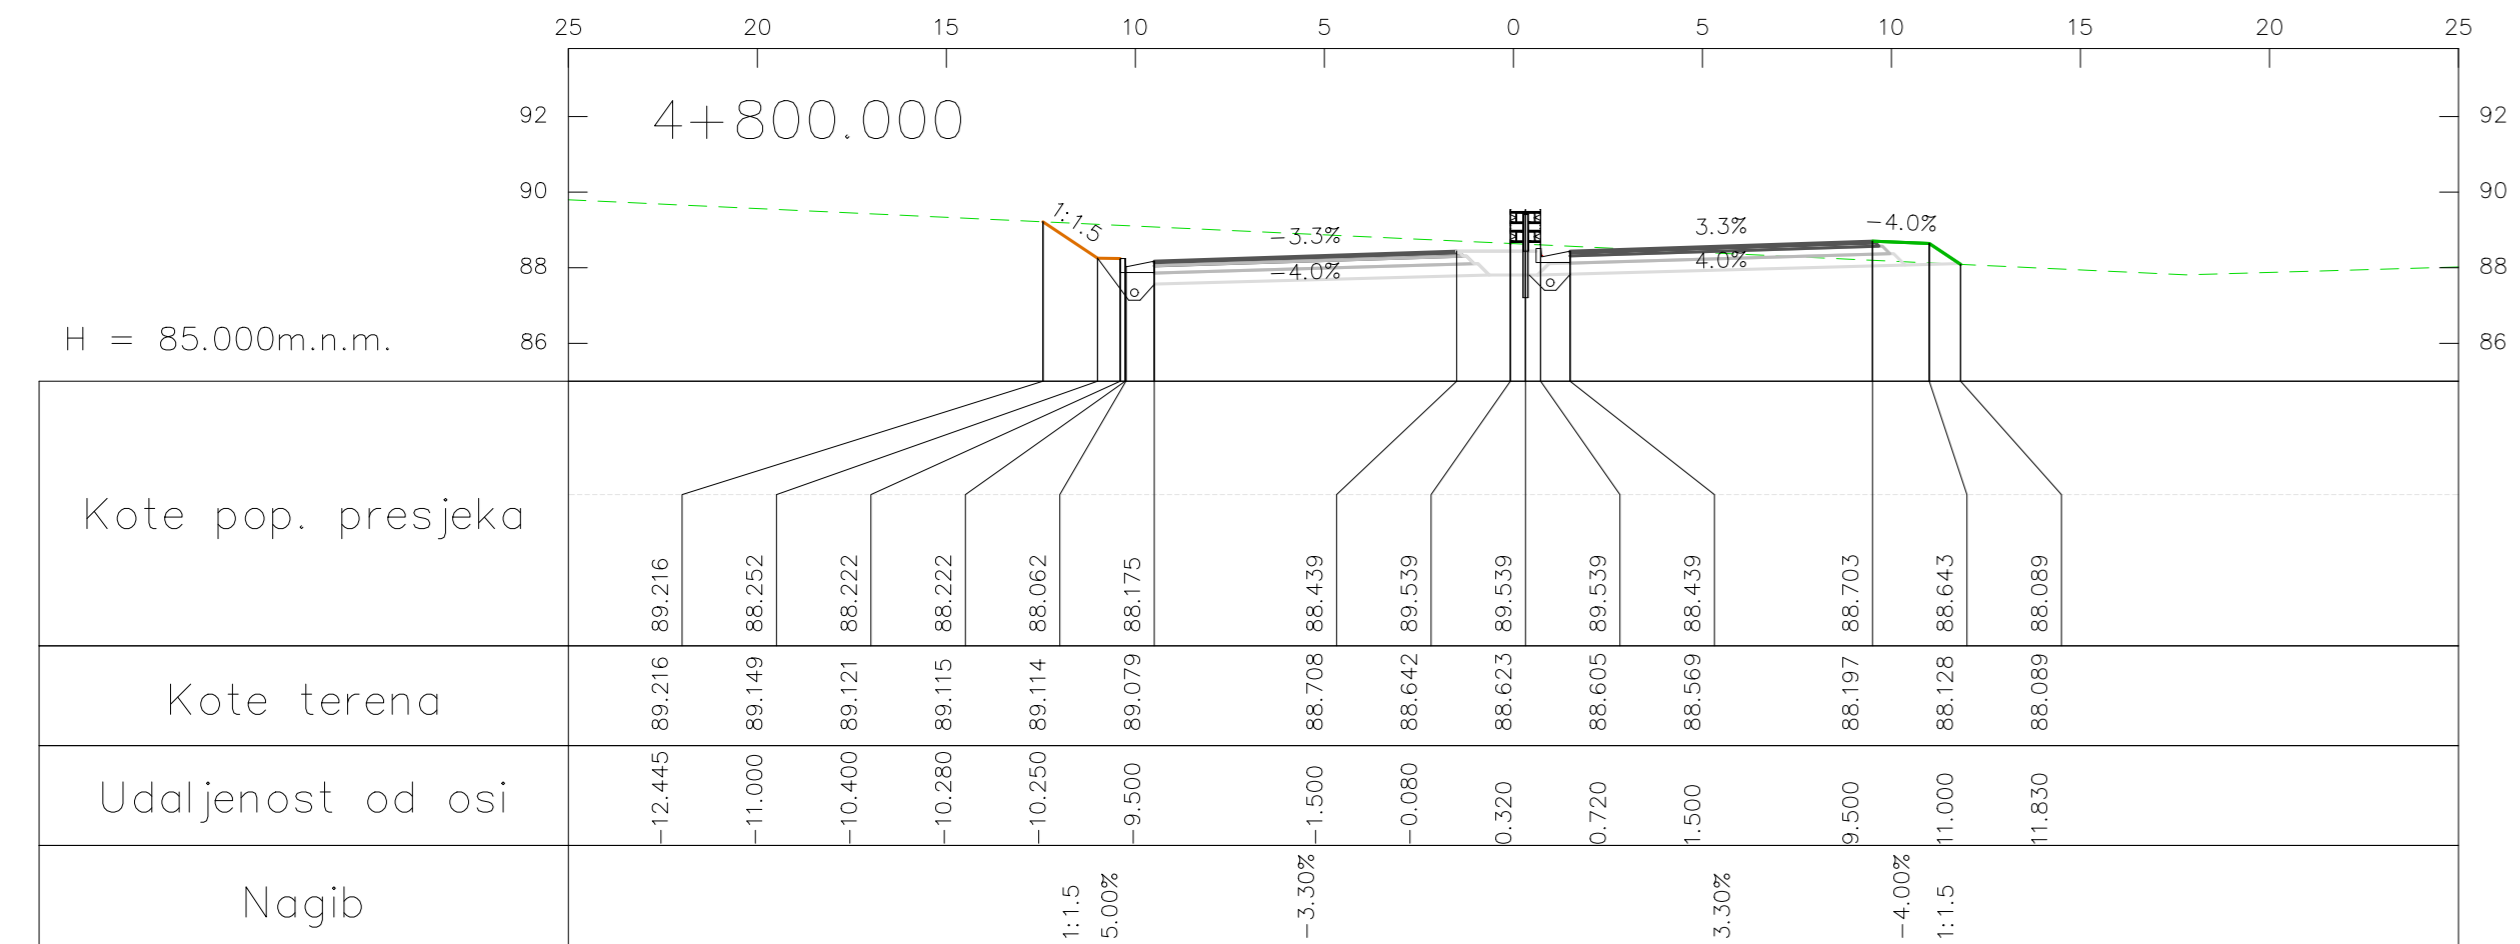 25 20 15 10 5 0 5 10 15 20 25
4+800.000
92 92
90 90
88 88
86 86
1:1.5
-3.3%
-4.0%
3.3%
4.0%
-4.0%
H = 85.000m.n.m.
Kote pop. presjeka
89.216 88.252 88.222 88.222 88.062 88.175 88.439 89.539 89.539 89.539 88.439 88.703 88.643 88.089
Kote terena
89.216 89.149 89.121 89.115 89.114 89.079 88.708 88.642 88.623 88.605 88.569 88.197 88.128 88.089
Udaljenost od osi
-12.445 -11.000 -10.400 -10.280 -10.250 -9.500 -1.500 -0.080 0.320 0.720 1.500 9.500 11.000 11.830
Nagib
1:1.5 5.00% -3.30% 3.30% -4.00% 1:1.5